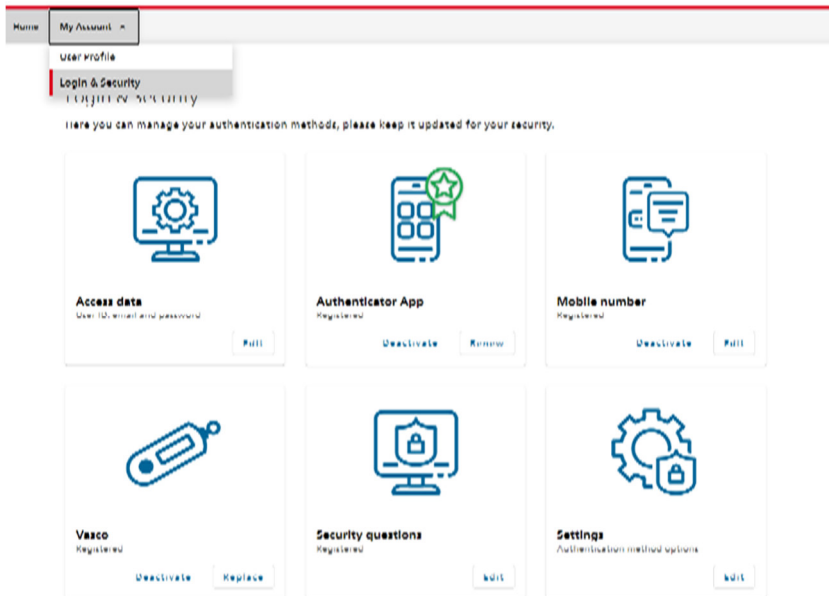 Home My Account
User Profile
Login & Security
Login & security
Here you can manage your authentication methods, please keep it updated for your security.
Access data
User ID, email and password
Edit
Authenticator App
Registered
Deactivate Renew
Mobile number
Registered
Deactivate Edit
Vasco
Registered
Deactivate Replace
Security questions
Registered
Edit
Settings
Authentication method options
Edit